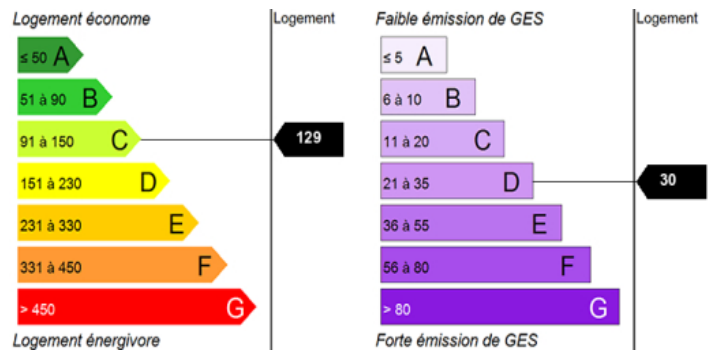 Logement économe
Logement
≤ 50 A
51 à 90 B
91 à 150 C
129
151 à 230 D
231 à 330 E
331 à 450 F
> 450 G
Logement énergivore
Faible émission de GES
Logement
≤ 5 A
6 à 10 B
11 à 20 C
21 à 35 D
30
36 à 55 E
56 à 80 F
> 80 G
Forte émission de GES